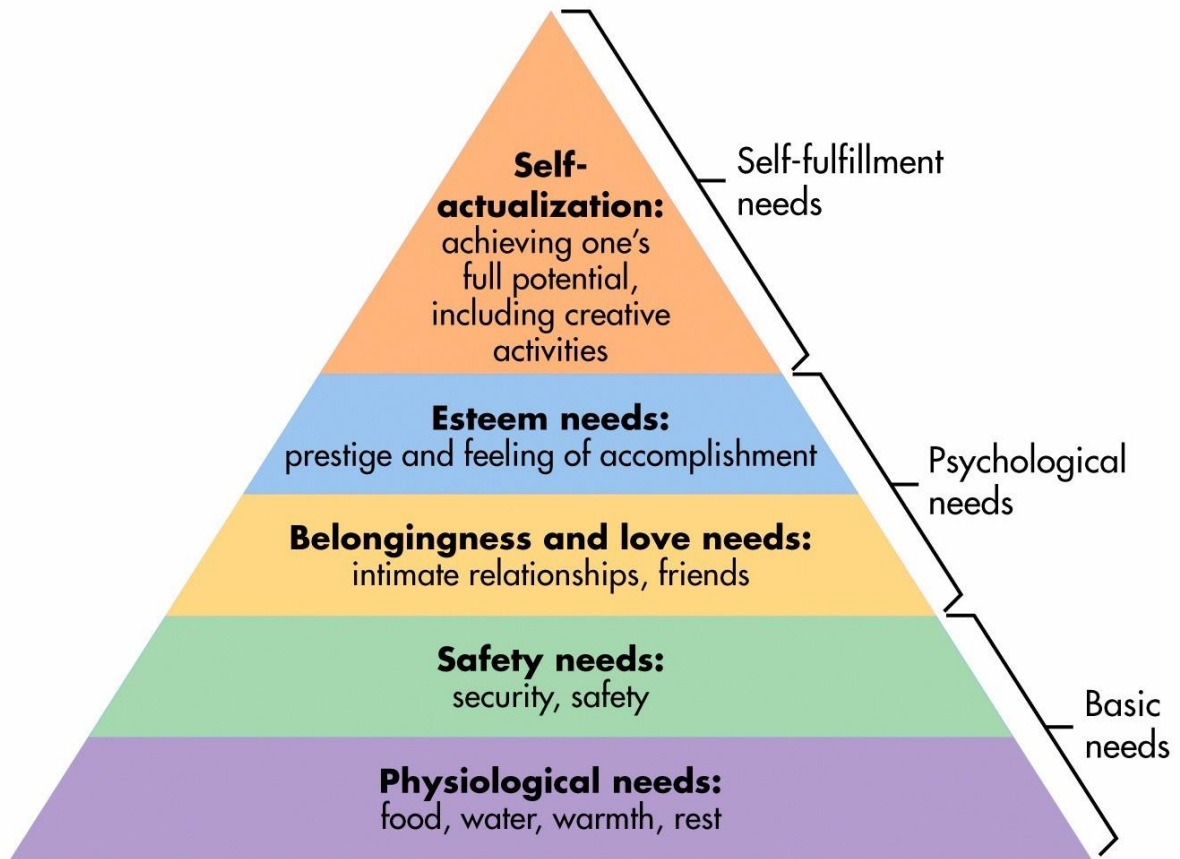 Self-
actualization:
achieving one's
full potential,
including creative
activities
Self-fulfillment
needs
Esteem needs:
prestige and feeling of accomplishment
Psychological
needs
Belongingness and love needs:
intimate relationships, friends
Safety needs:
security, safety
Basic
needs
Physiological needs:
food, water, warmth, rest